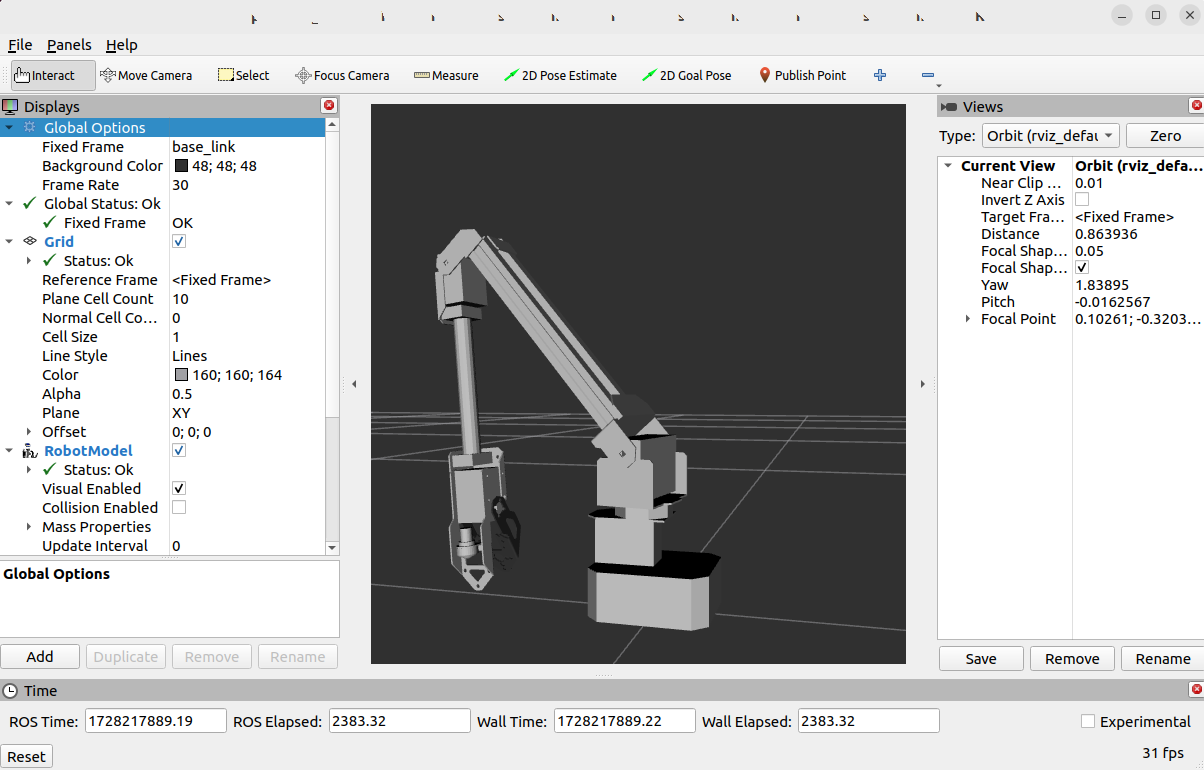 File Panels Help
Interact Move Camera Select Focus Camera Measure 2D Pose Estimate 2D Goal Pose Publish Point
Displays
Global Options
Fixed Frame base_link
Background Color 48; 48; 48
Frame Rate 30
Global Status: Ok
Fixed Frame OK
Grid
Status: Ok
Reference Frame <Fixed Frame>
Plane Cell Count 10
Normal Cell Co... 0
Cell Size 1
Line Style Lines
Color 160; 160; 164
Alpha 0.5
Plane XY
Offset 0; 0; 0
RobotModel
Status: Ok
Visual Enabled
Collision Enabled
Mass Properties
Update Interval 0
Global Options
Add Duplicate Remove Rename
Views
Type: Orbit (rviz_defau Zero
Current View Orbit (rviz_defa...
Near Clip ... 0.01
Invert Z Axis
Target Fra... <Fixed Frame>
Distance 0.863936
Focal Shap... 0.05
Focal Shap...
Yaw 1.83895
Pitch -0.0162567
Focal Point 0.10261; -0.3203...
Save Remove Rename
Time
ROS Time: 1728217889.19 ROS Elapsed: 2383.32 Wall Time: 1728217889.22 Wall Elapsed: 2383.32 Experimental
Reset 31 fps